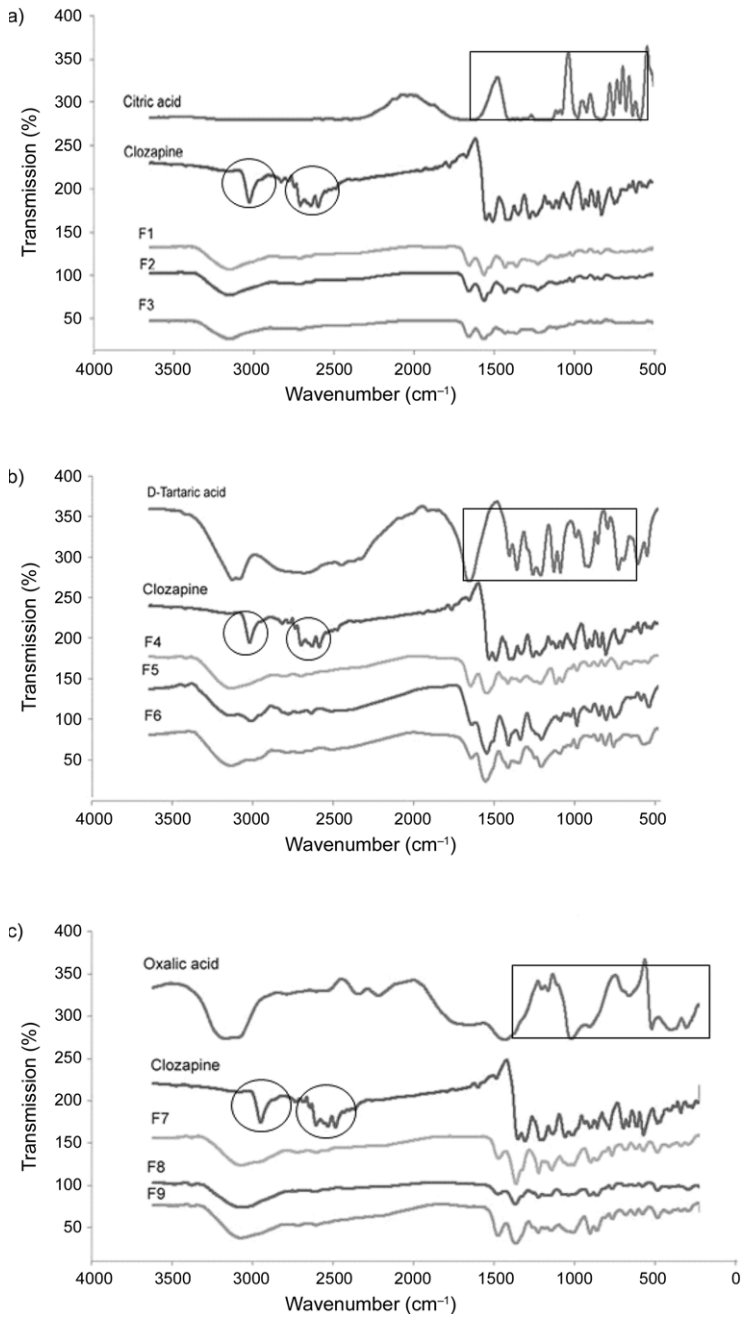 a)
400
350
300
250
200
150
100
50
Transmission (%)
Citric acid
Clozapine
F1
F2
F3
4000 3500 3000 2500 2000 1500 1000 500
Wavenumber (cm⁻¹)
b)
400
350
300
250
200
150
100
50
Transmission (%)
D-Tartaric acid
Clozapine
F4
F5
F6
4000 3500 3000 2500 2000 1500 1000 500
Wavenumber (cm⁻¹)
c)
400
350
300
250
200
150
100
50
Transmission (%)
Oxalic acid
Clozapine
F7
F8
F9
4000 3500 3000 2500 2000 1500 1000 500 0
Wavenumber (cm⁻¹)